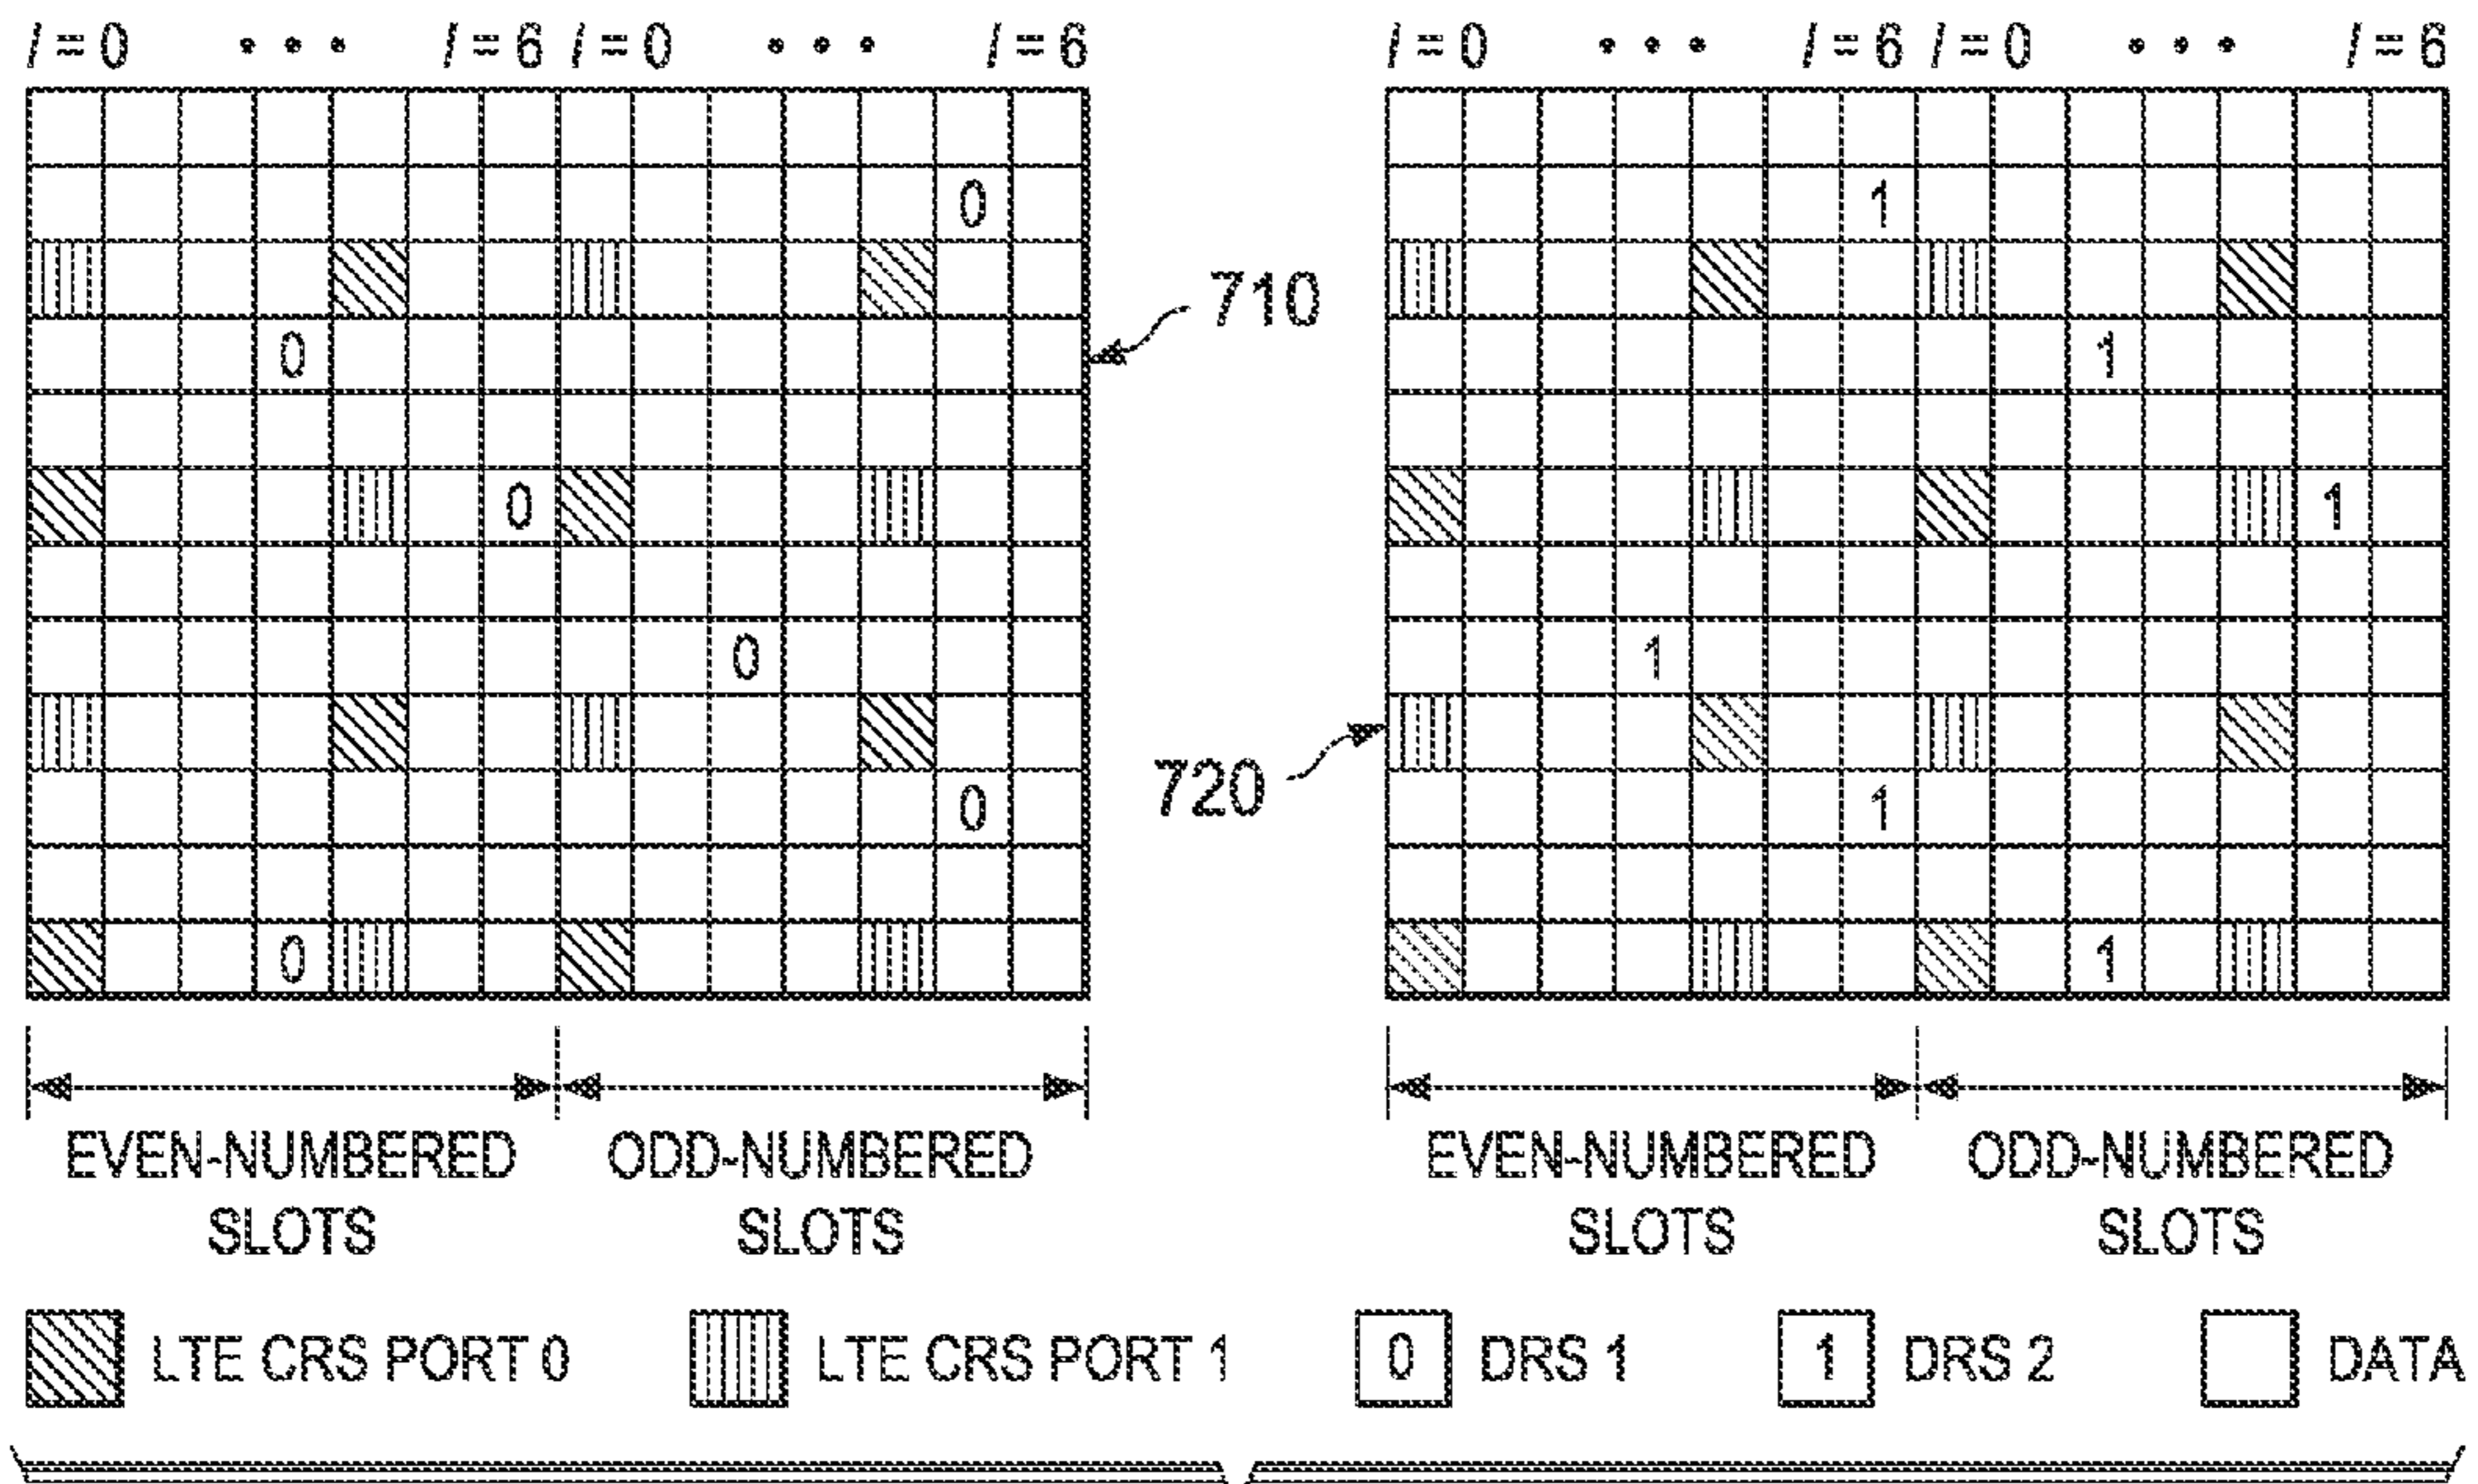 l = 0 • • • l = 6 l = 0 • • • l = 6 l = 0 • • • l = 6 l = 0 • • • l = 6
0 1
710
0 1
0 1
0 1
720
0 1
0 1
EVEN-NUMBERED SLOTS
ODD-NUMBERED SLOTS
EVEN-NUMBERED SLOTS
ODD-NUMBERED SLOTS
LTE CRS PORT 0
LTE CRS PORT 1
0 DRS 1
1 DRS 2
DATA